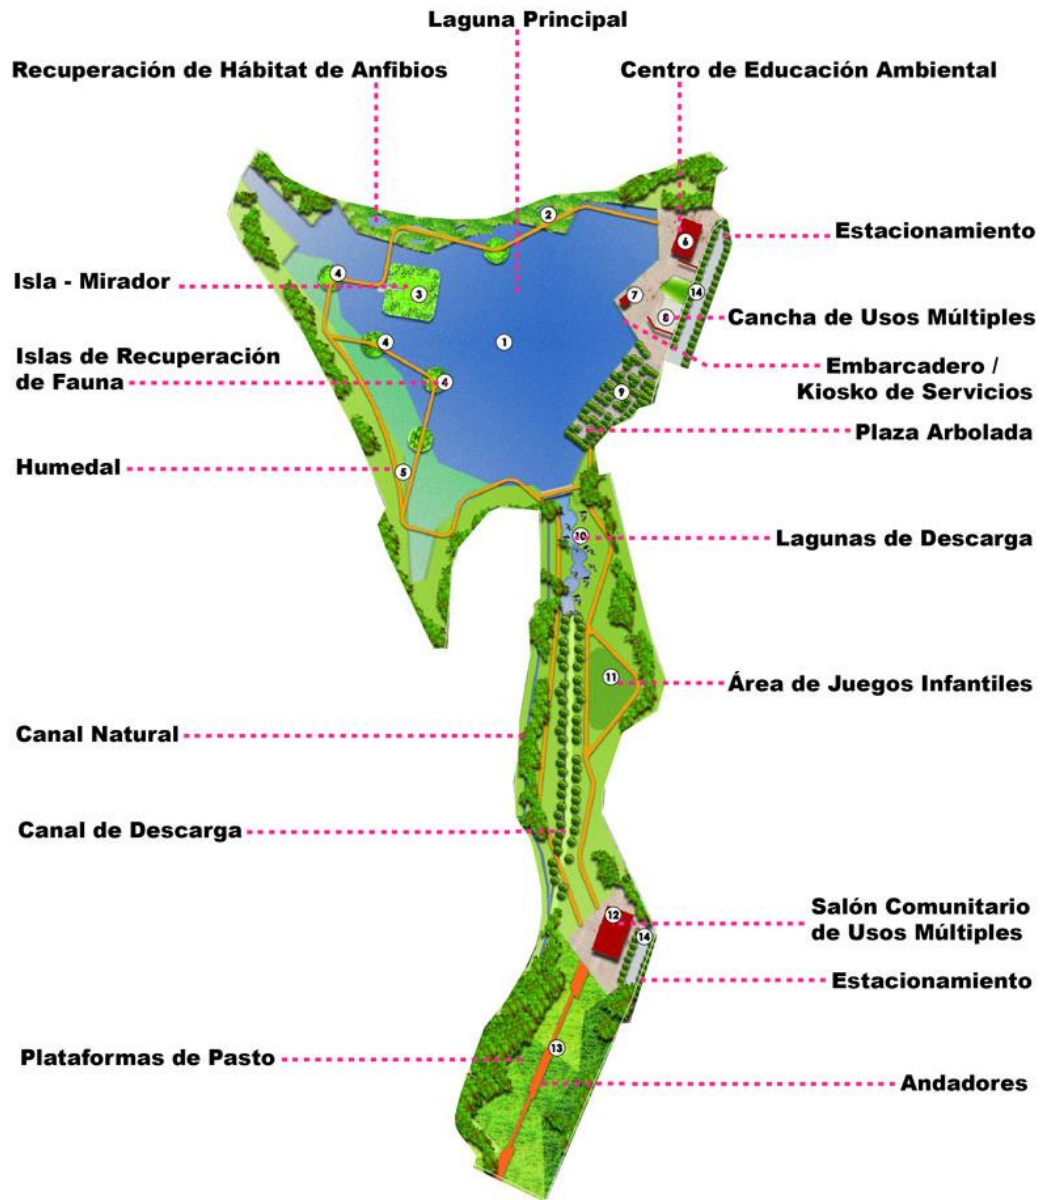 Laguna Principal
Recuperación de Hábitat de Anfibios
Centro de Educación Ambiental
2
Estacionamiento
6
Isla - Mirador
4
3
7
14
8
Cancha de Usos Múltiples
Islas de Recuperación
de Fauna
4
1
4
Embarcadero /
Kiosko de Servicios
9
Plaza Arbolada
Humedal
5
10
Lagunas de Descarga
11
Área de Juegos Infantiles
Canal Natural
Canal de Descarga
12
Salón Comunitario
de Usos Múltiples
14
Estacionamiento
Plataformas de Pasto
13
Andadores